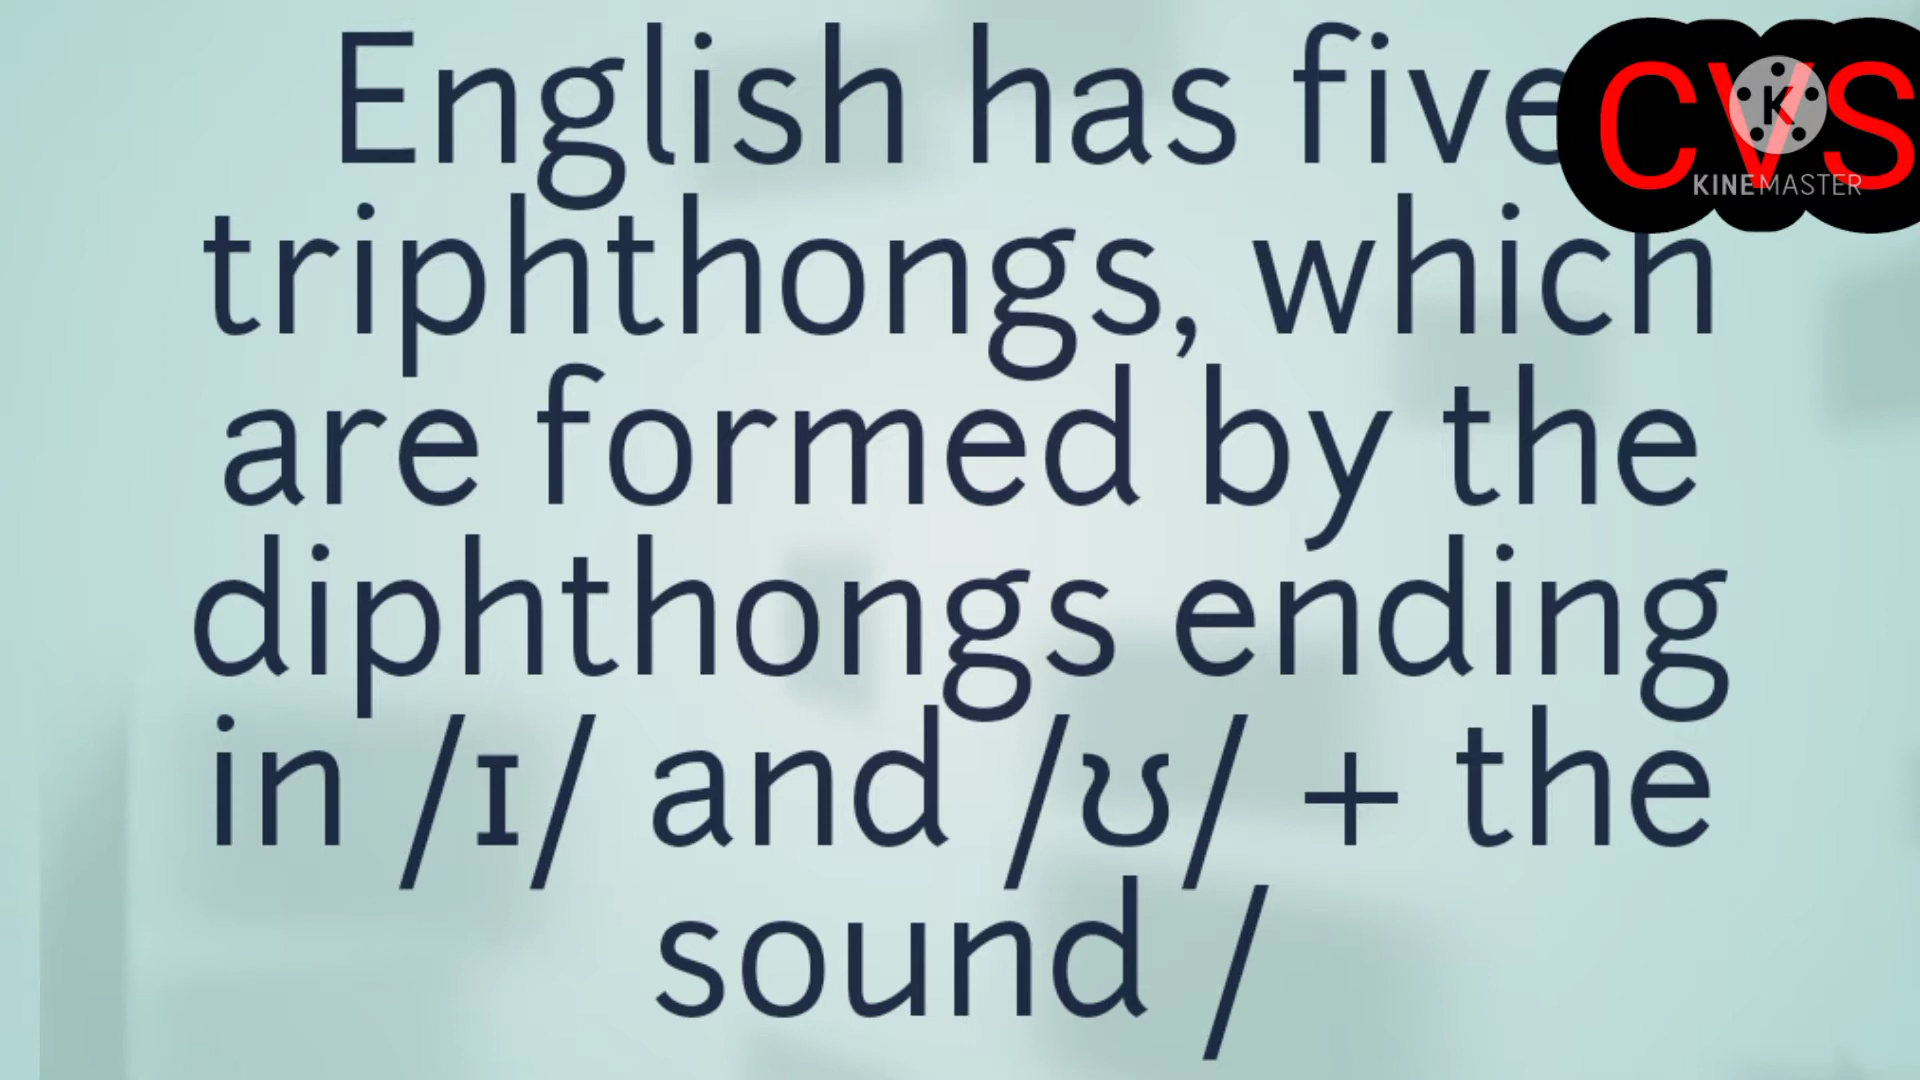 English has five
triphthongs, which
are formed by the
diphthongs ending
in /ɪ/ and /ʊ/ + the
sound /
CVS
K
KINEMASTER